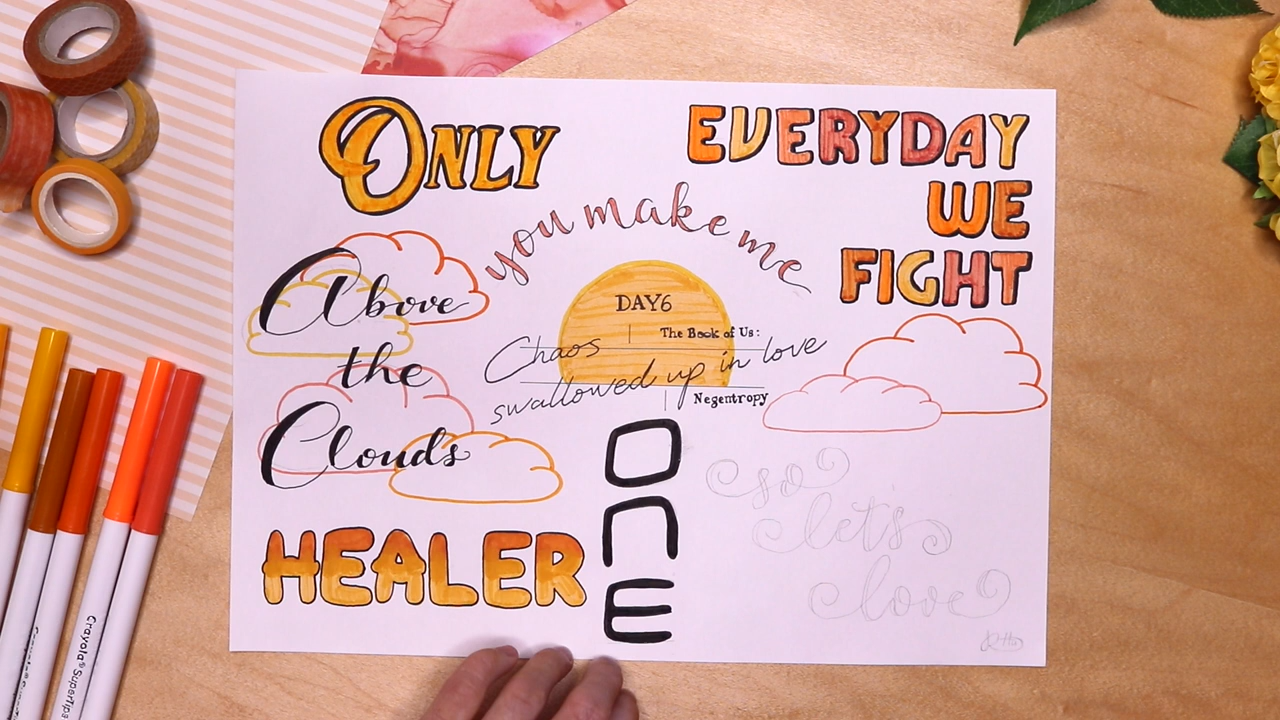 ONLY
EVERYDAY
WE
FIGHT
you make me
Above
the
Clouds
DAY6
The Book of Us:
Chaos
swallowed up in love
Negentropy
ONE
HEALER
so
let's
love
Crayola® SuperTips